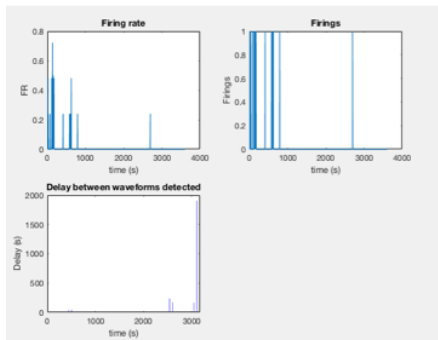 Firing rate
0.8
0.6
0.4
0.2
0
FR
0 1000 2000 3000 4000
time (s)
Firings
1
0.8
0.6
0.4
0.2
0
Firings
0 1000 2000 3000 4000
time (s)
Delay between waveforms detected
2000
1500
1000
500
0
Delay (s)
0 1000 2000 3000
time (s)